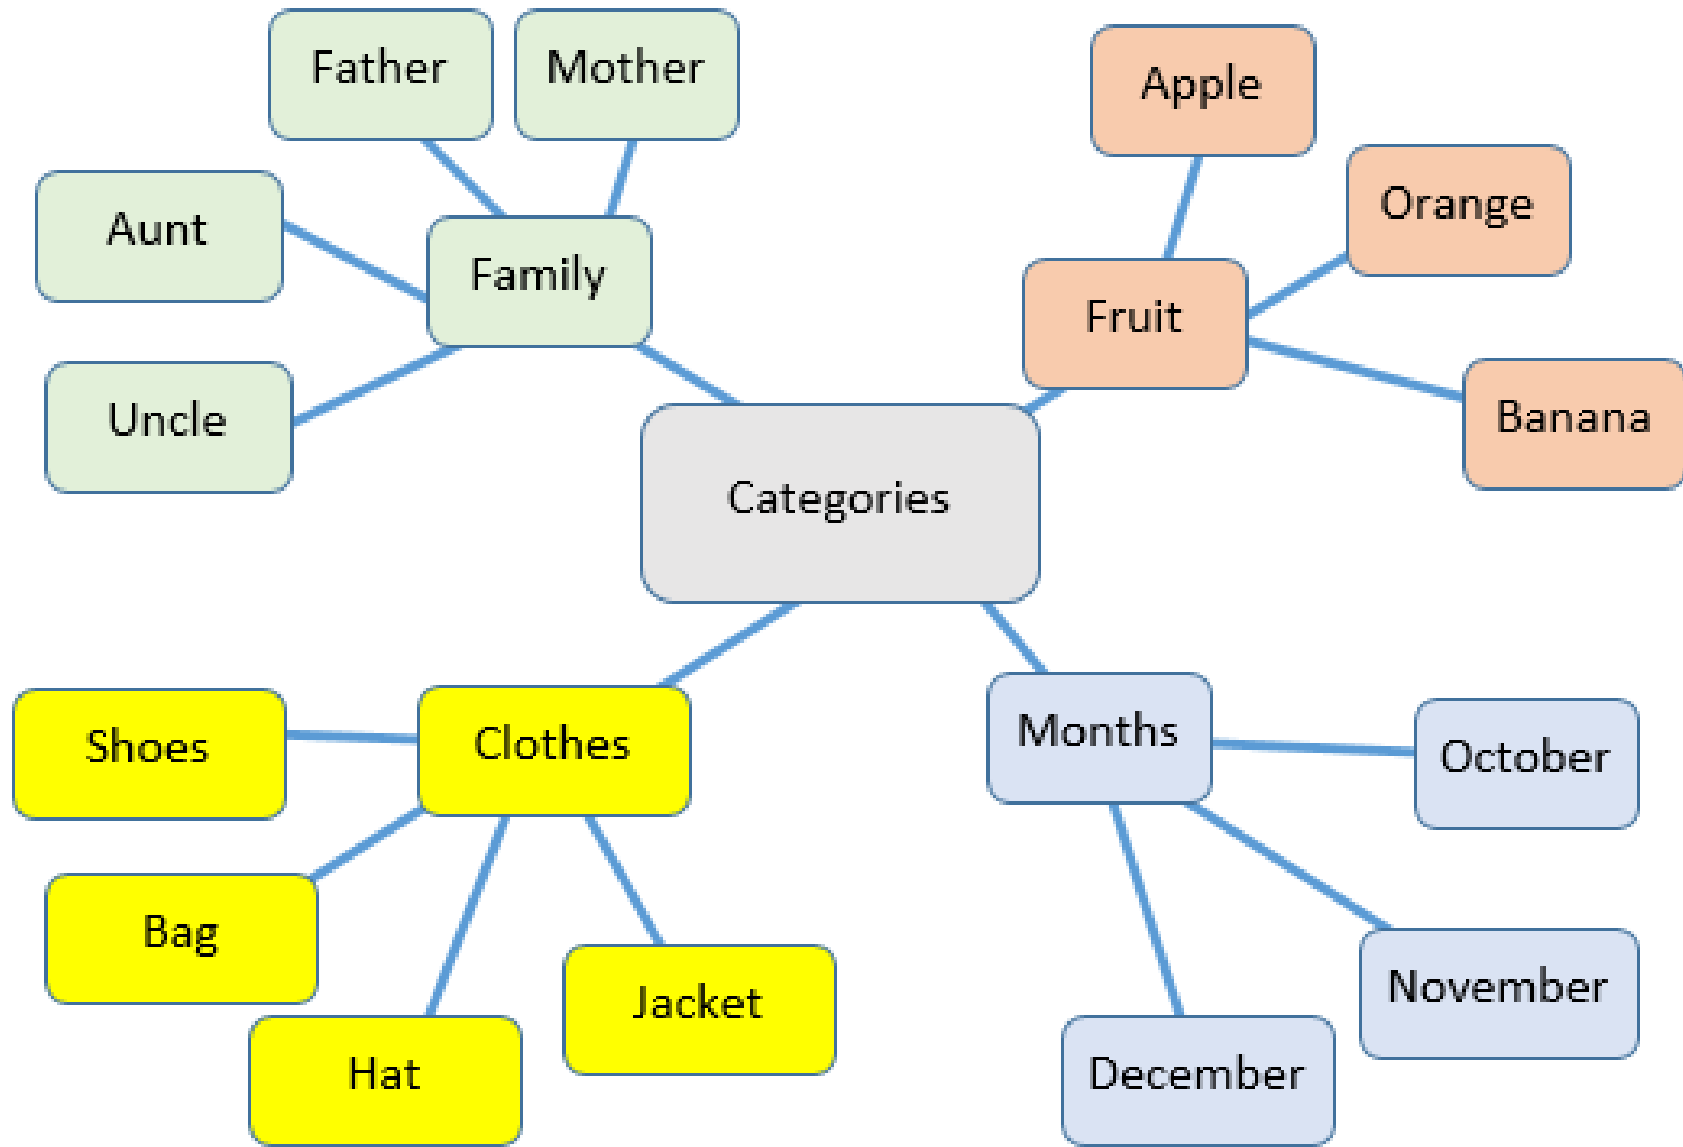 Father
Mother
Aunt
Family
Uncle
Apple
Orange
Fruit
Banana
Categories
Shoes
Clothes
Bag
Hat
Jacket
Months
October
November
December